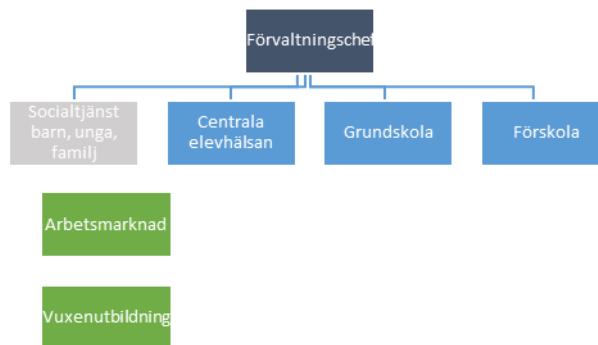 Förvaltningschef
Socialtjänst
barn, unga,
familj
Centrala
elevhälsan
Grundskola
Förskola
Arbetsmarknad
Vuxenutbildning